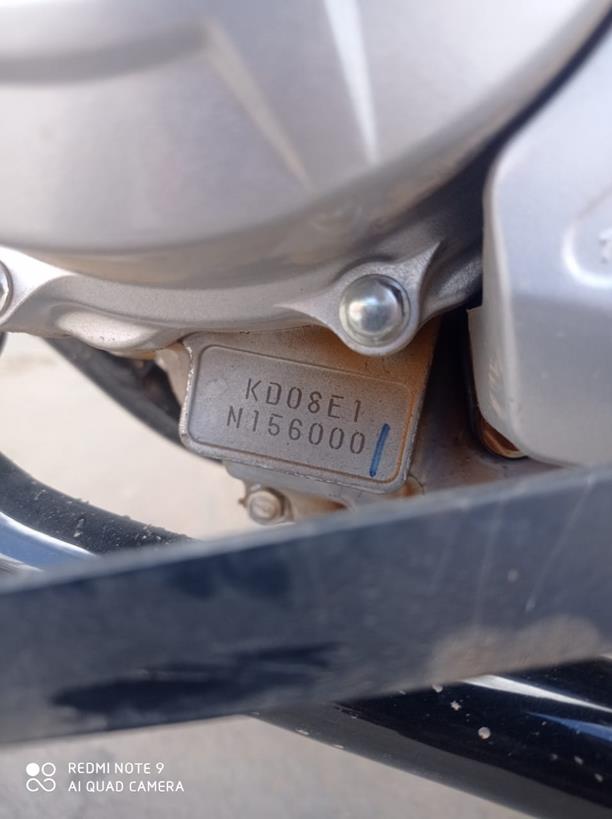 KD08E1
N156000
REDMI NOTE 9
AI QUAD CAMERA